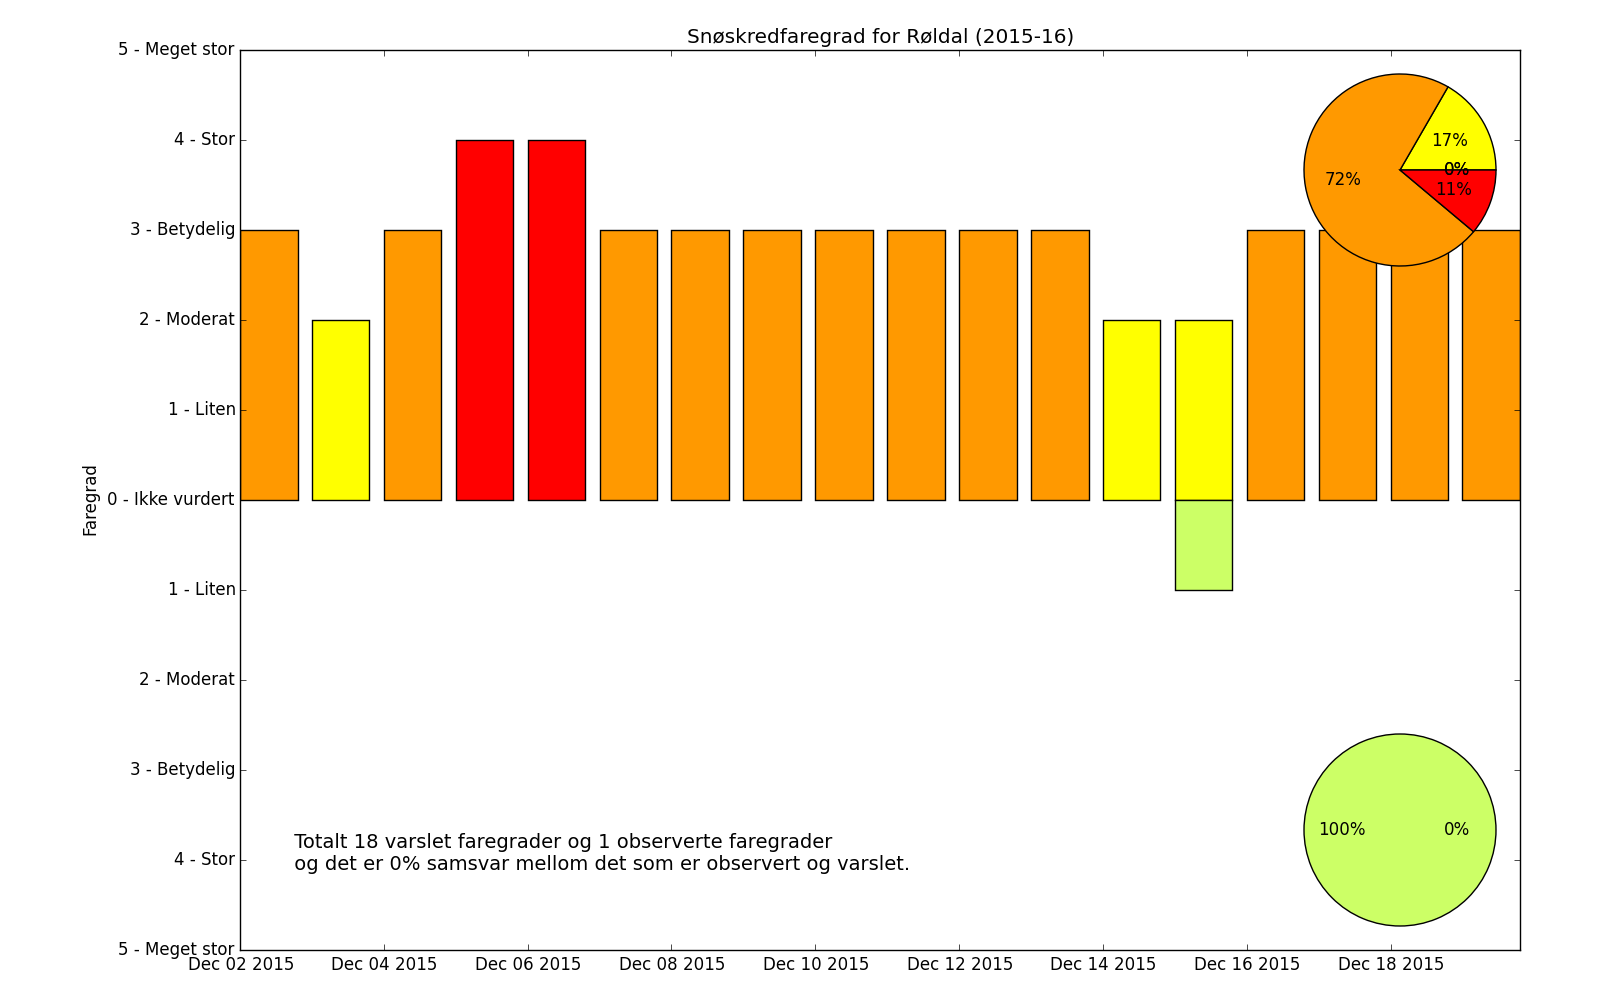 Snøskredfaregrad for Røldal (2015-16)
5 - Meget stor
4 - Stor
3 - Betydelig
2 - Moderat
1 - Liten
0 - Ikke vurdert
1 - Liten
2 - Moderat
3 - Betydelig
4 - Stor
5 - Meget stor
Faregrad
17%
0%
72%
11%
100%
0%
Totalt 18 varslet faregrader og 1 observerte faregrader
og det er 0% samsvar mellom det som er observert og varslet.
Dec 02 2015
Dec 04 2015
Dec 06 2015
Dec 08 2015
Dec 10 2015
Dec 12 2015
Dec 14 2015
Dec 16 2015
Dec 18 2015